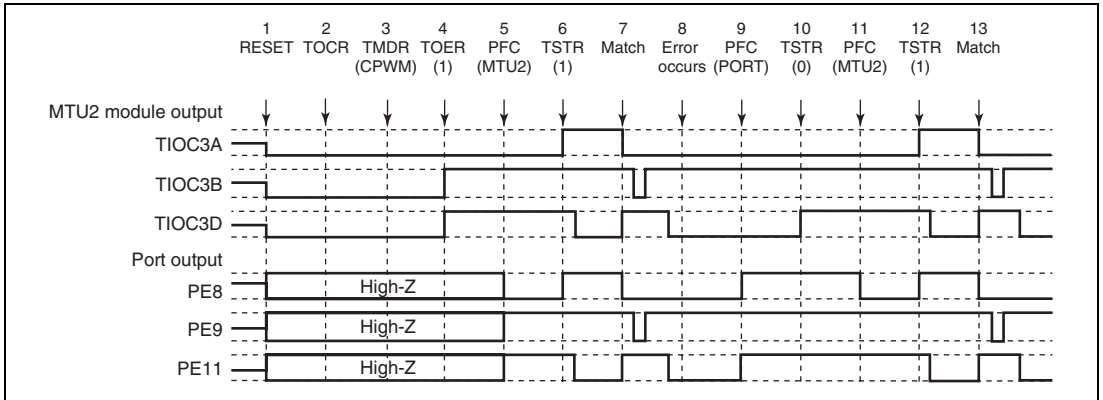 1 2 3 4 5 6 7 8 9 10 11 12 13
RESET TOCR TMDR TOER PFC TSTR Match Error PFC TSTR PFC TSTR Match
(CPWM) (1) (MTU2) (1) occurs (PORT) (0) (MTU2) (1)
MTU2 module output
TIOC3A
TIOC3B
TIOC3D
Port output
PE8 High-Z
PE9 High-Z
PE11 High-Z